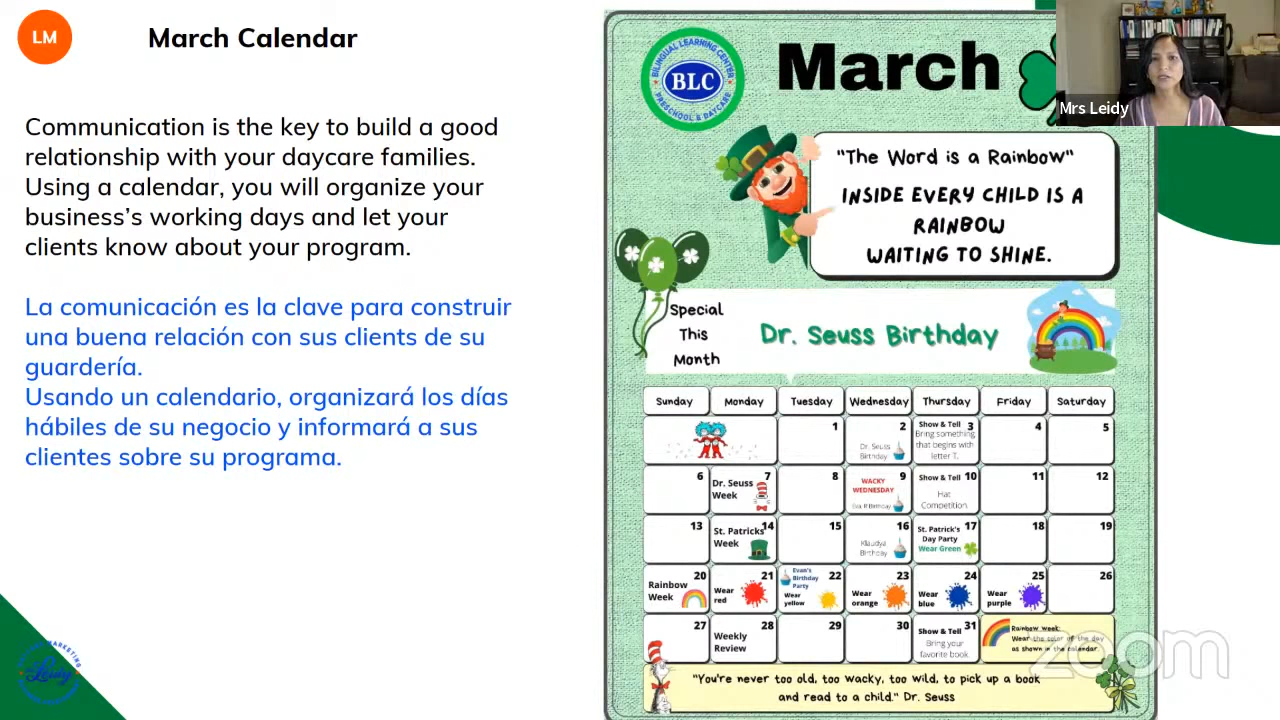 LM
March Calendar
Communication is the key to build a good
relationship with your daycare families.
Using a calendar, you will organize your
business's working days and let your
clients know about your program.
La comunicación es la clave para construir
una buena relación con sus clients de su
guardería.
Usando un calendario, organizará los días
hábiles de su negocio y informará a sus
clientes sobre su programa.
BILINGUAL LEARNING CENTER
BLC
PRESCHOOL & DAYCARE
March
Mrs Leidy
"The Word is a Rainbow"
INSIDE EVERY CHILD IS A
RAINBOW
WAITING TO SHINE.
Special
This
Month
Dr. Seuss Birthday
Sunday Monday Tuesday Wednesday Thursday Friday Saturday
1
2
Dr. Seuss
Birthday
Show & Tell 3
Bring something
that begins with
letter T.
4
5
6
Dr. Seuss 7
Week
8
9
WACKY
WEDNESDAY
Birthday
Show & Tell 10
Hat
Competition.
11
12
13
St. Patricks 14
Week
15
16
Klaudya
Birthday
St. Patrick's 17
Day Party
Wear Green
18
19
20
Rainbow
Week
21
Wear
red
Evan's
Birthday 22
Party
Wear
yellow
23
Wear
orange
24
Wear
blue
25
Wear
purple
26
27
28
Weekly
Review
29
30
31
Show & Tell
Bring your
favorite book.
Rainbow week:
Wear the color of the day
as shown in the calendar.
zoom
"You're never too old, too wacky, too wild, to pick up a book
and read to a child." Dr. Seuss
MARKETING
Leidy